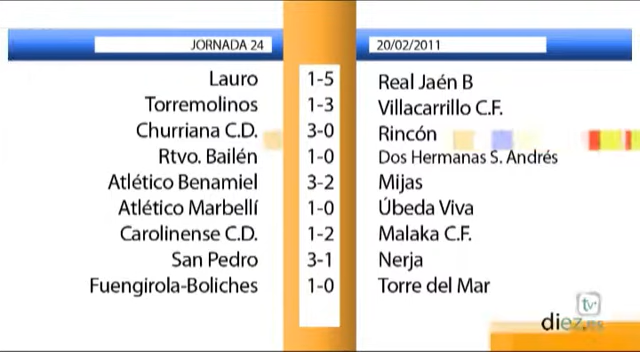 JORNADA 24 20/02/2011
Lauro 1-5 Real Jaén B
Torremolinos 1-3 Villacarrillo C.F.
Churriana C.D. 3-0 Rincón
Rtvo. Bailén 1-0 Dos Hermanas S. Andrés
Atlético Benamiel 3-2 Mijas
Atlético Marbellí 1-0 Úbeda Viva
Carolinense C.D. 1-2 Malaka C.F.
San Pedro 3-1 Nerja
Fuengirola-Boliches 1-0 Torre del Mar
tv
diez.es